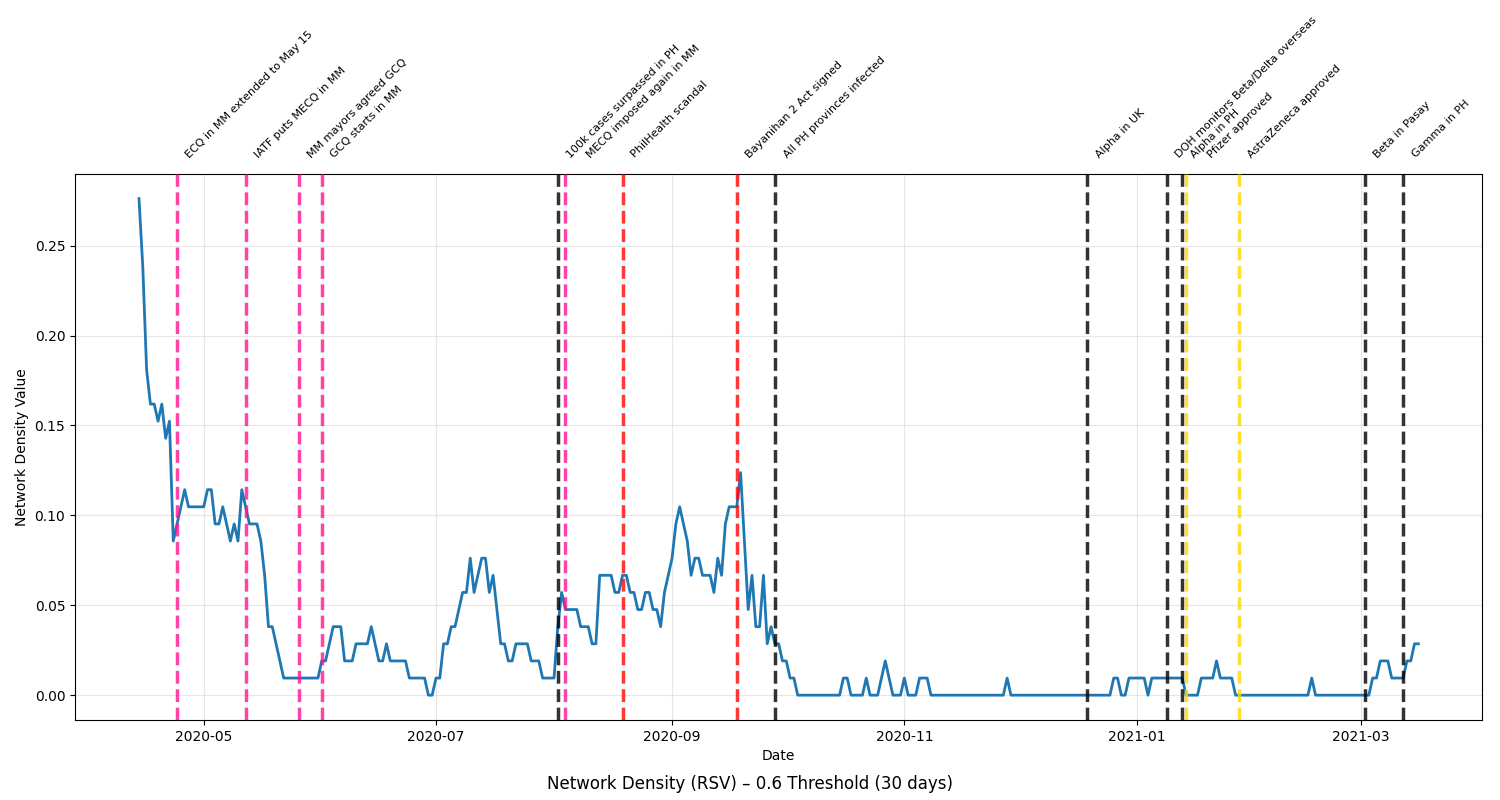 ECQ in MM extended to May 15
IATF puts MECQ in MM
MM mayors agreed GCQ
GCQ starts in MM
100k cases surpassed in PH
MECQ imposed again in MM
PhilHealth scandal
Bayanihan 2 Act signed
All PH provinces infected
Alpha in UK
DOH monitors Beta/Delta overseas
Alpha in PH
Pfizer approved
AstraZeneca approved
Beta in Pasay
Gamma in PH
Network Density Value
0.25
0.20
0.15
0.10
0.05
0.00
2020-05
2020-07
2020-09
2020-11
2021-01
2021-03
Date
Network Density (RSV) – 0.6 Threshold (30 days)